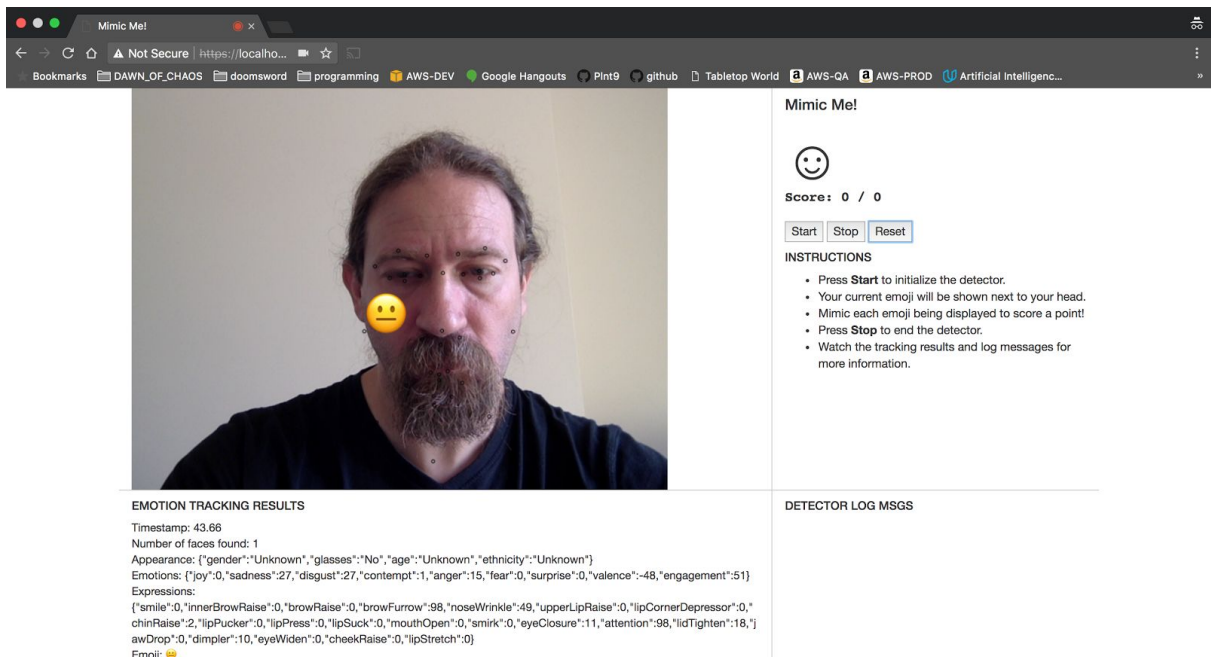 Mimic Me!
Not Secure | https://localho...
Bookmarks DAWN_OF_CHAOS doomsword programming AWS-DEV Google Hangouts PInt9 github Tabletop World AWS-QA AWS-PROD Artificial Intelligenc... »
Mimic Me!
Score: 0 / 0
Start Stop Reset
INSTRUCTIONS
• Press Start to initialize the detector.
• Your current emoji will be shown next to your head.
• Mimic each emoji being displayed to score a point!
• Press Stop to end the detector.
• Watch the tracking results and log messages for
more information.
EMOTION TRACKING RESULTS
Timestamp: 43.66
Number of faces found: 1
Appearance: {"gender":"Unknown","glasses":"No","age":"Unknown","ethnicity":"Unknown"}
Emotions: {"joy":0,"sadness":27,"disgust":27,"contempt":1,"anger":15,"fear":0,"surprise":0,"valence":-48,"engagement":51}
Expressions:
{"smile":0,"innerBrowRaise":0,"browRaise":0,"browFurrow":98,"noseWrinkle":49,"upperLipRaise":0,"lipCornerDepressor":0,"
chinRaise":2,"lipPucker":0,"lipPress":0,"lipSuck":0,"mouthOpen":0,"smirk":0,"eyeClosure":11,"attention":98,"lidTighten":18,"j
awDrop":0,"dimpler":10,"eyeWiden":0,"cheekRaise":0,"lipStretch":0}
Emoji: 😐
DETECTOR LOG MSGS